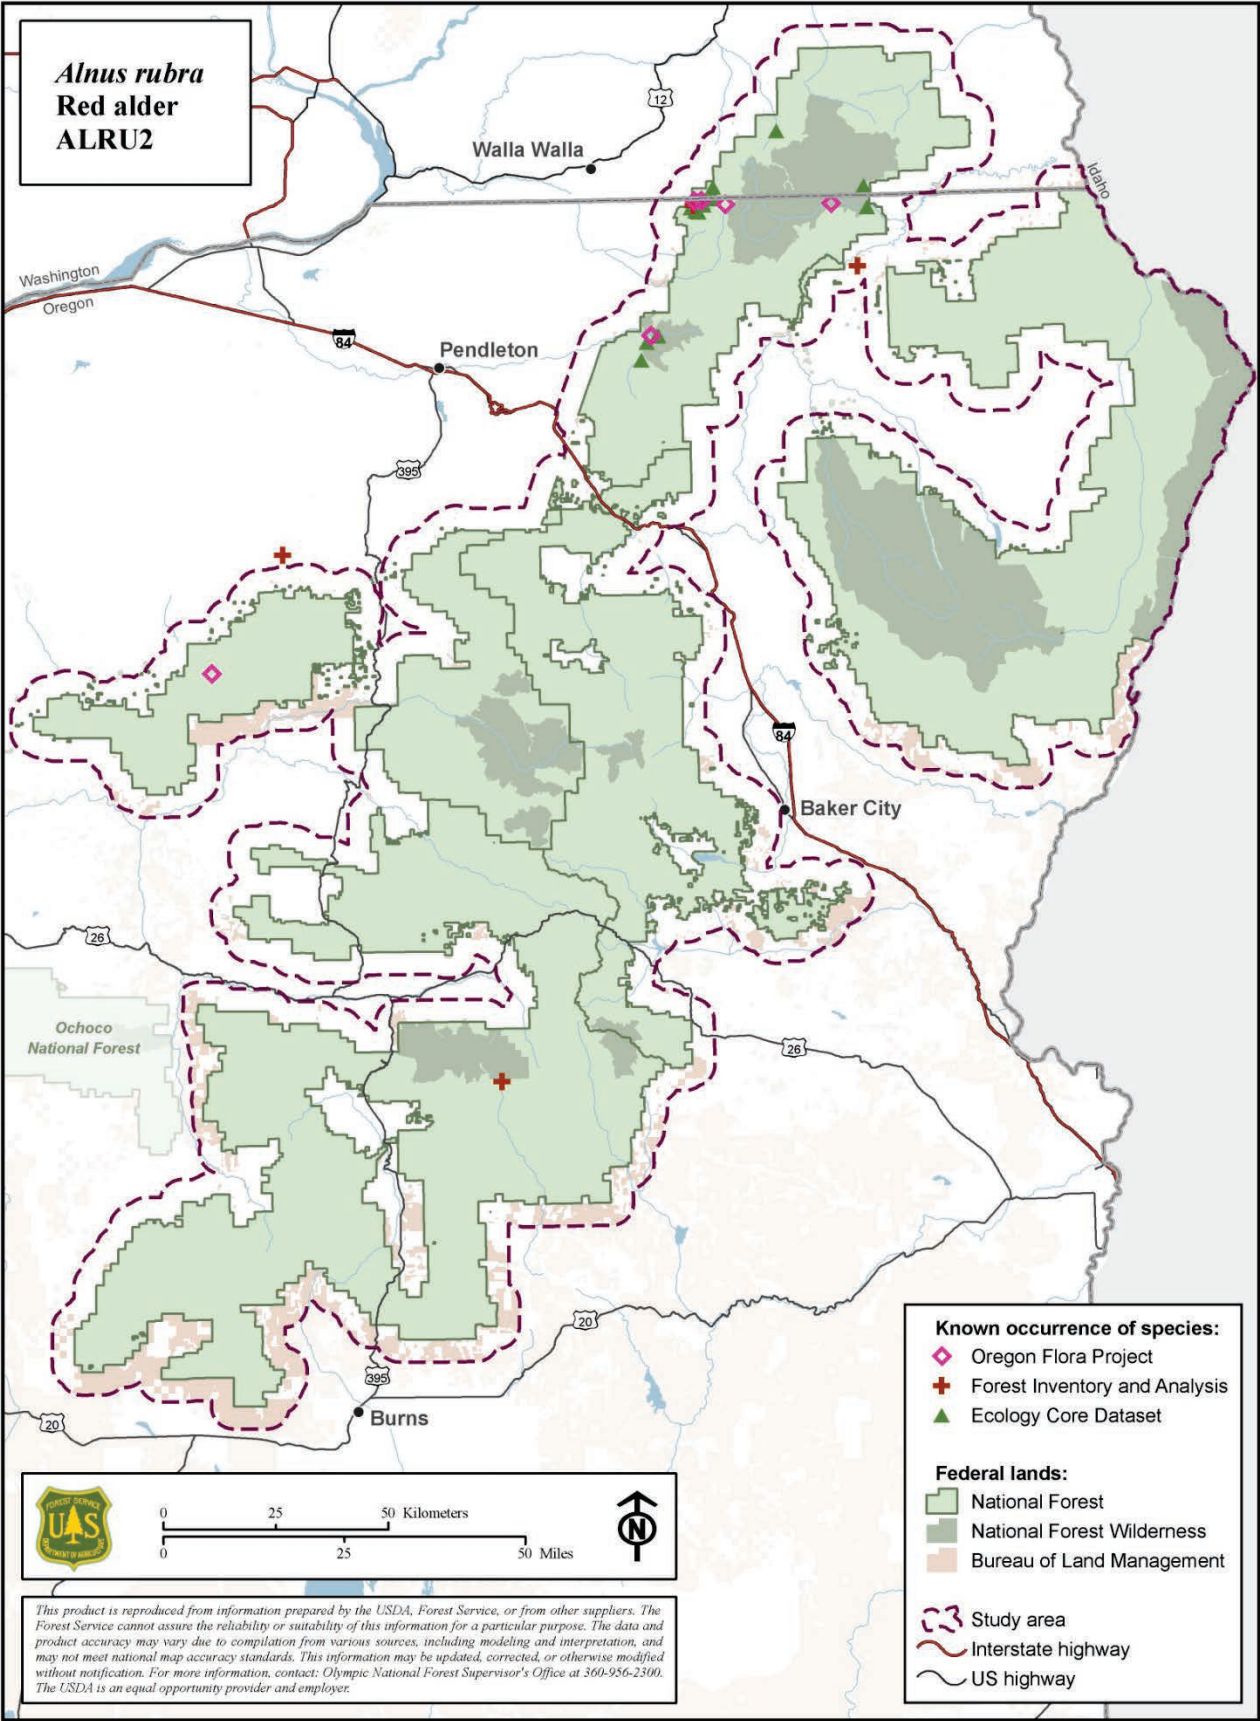 Alnus rubra
Red alder
ALRU2
12
Walla Walla
Idaho
Washington
Oregon
84
Pendleton
395
84
Baker City
26
Ochoco
National Forest
26
20
395
Burns
20
Known occurrence of species:
Oregon Flora Project
Forest Inventory and Analysis
Ecology Core Dataset
Federal lands:
National Forest
National Forest Wilderness
Bureau of Land Management
Study area
Interstate highway
US highway
FOREST SERVICE
UAS
DEPARTMENT OF AGRICULTURE
0 25 50 Kilometers
0 25 50 Miles
N
This product is reproduced from information prepared by the USDA, Forest Service, or from other suppliers. The
Forest Service cannot assure the reliability or suitability of this information for a particular purpose. The data and
product accuracy may vary due to compilation from various sources, including modeling and interpretation, and
may not meet national map accuracy standards. This information may be updated, corrected, or otherwise modified
without notification. For more information, contact: Olympic National Forest Supervisor's Office at 360-956-2300.
The USDA is an equal opportunity provider and employer.